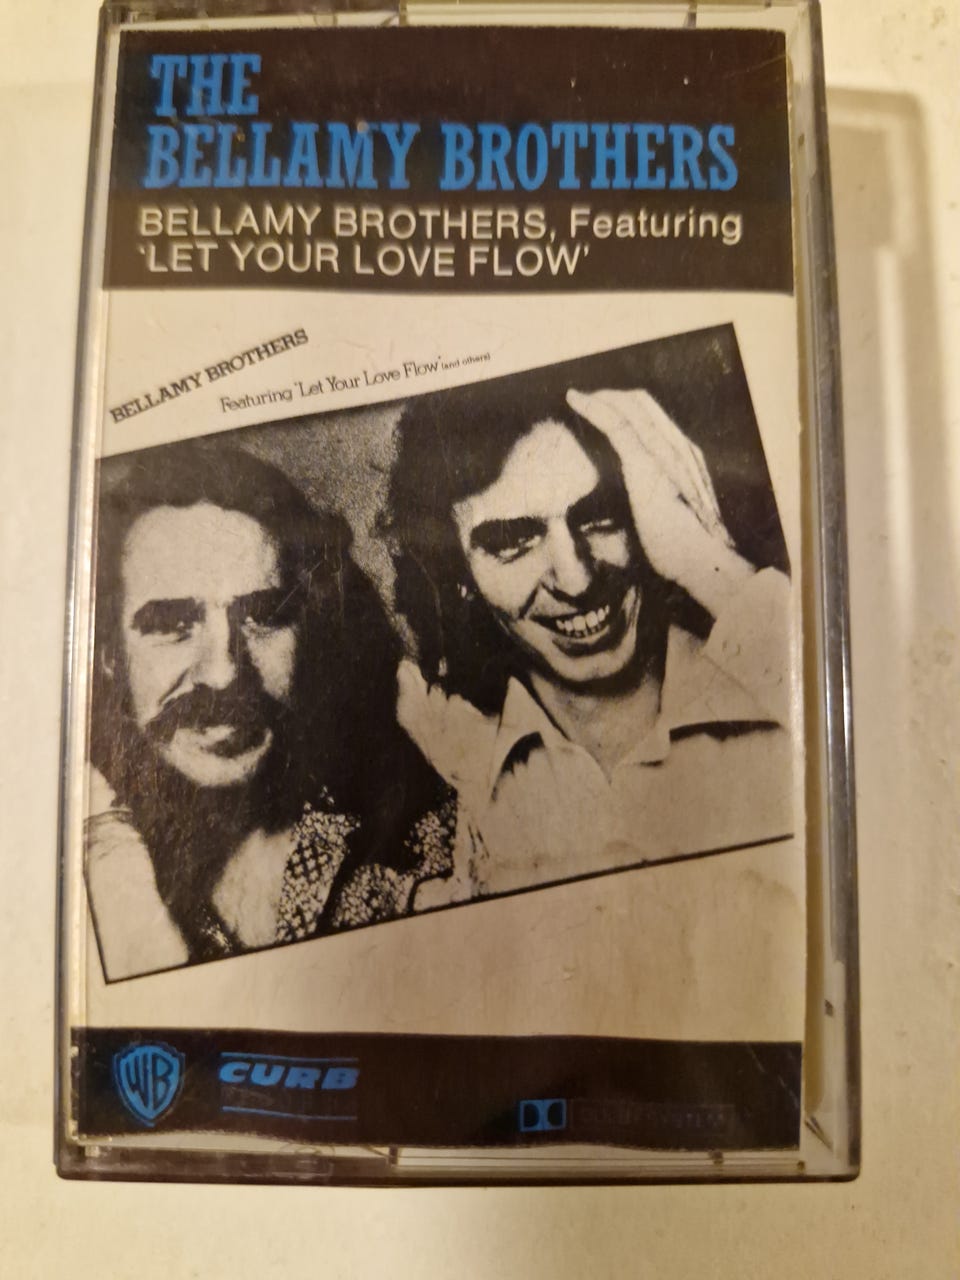 THE
BELLAMY BROTHERS
BELLAMY BROTHERS, Featuring
'LET YOUR LOVE FLOW'
BELLAMY BROTHERS
Featuring 'Let Your Love Flow' (and others)
WB
CURB
SYSTEM